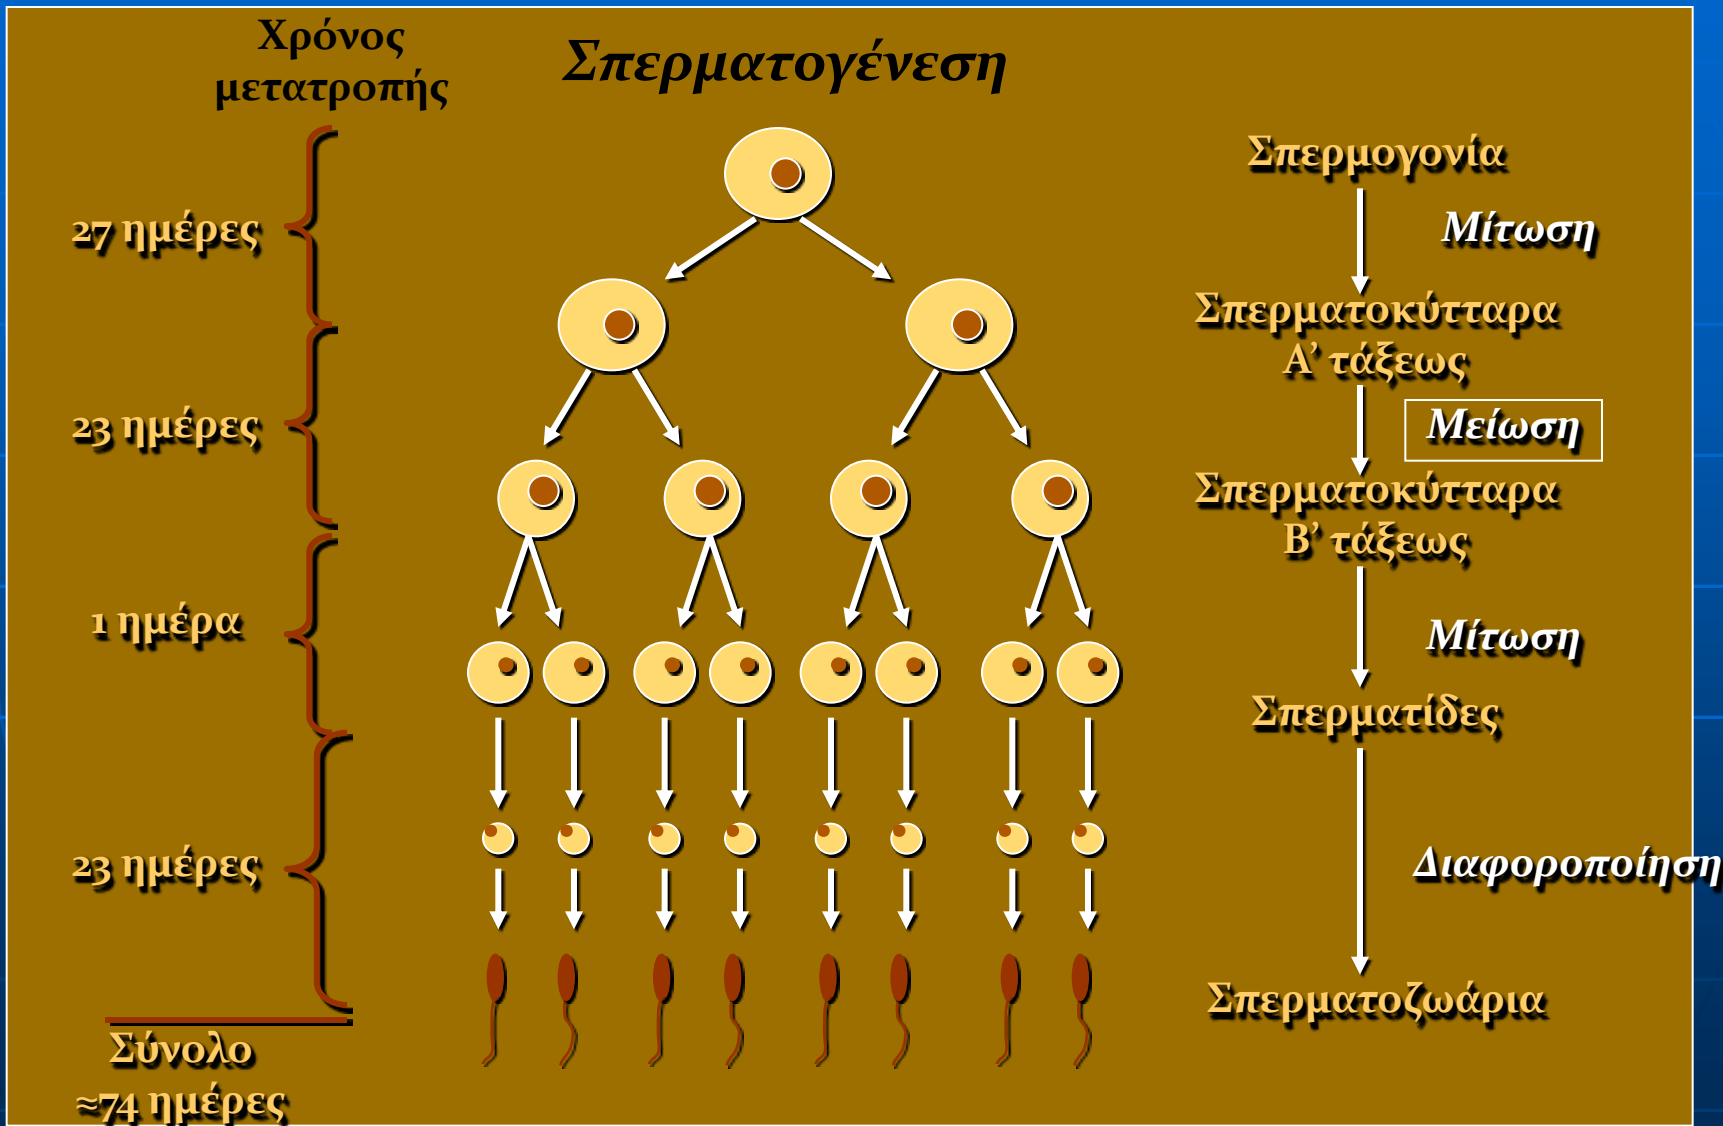 Χρόνος
μετατροπής
Σπερματογένεση
27 ημέρες
23 ημέρες
1 ημέρα
23 ημέρες
Σύνολο
≈74 ημέρες
Σπερμογονία
Μίτωση
Σπερματοκύτταρα
Α’ τάξεως
Μείωση
Σπερματοκύτταρα
Β’ τάξεως
Μίτωση
Σπερματίδες
Διαφοροποίηση
Σπερματοζωάρια